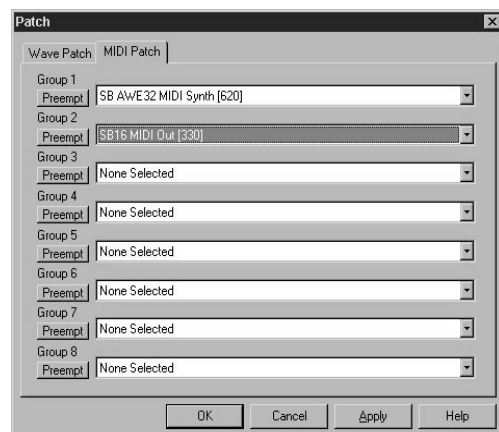 Patch
Wave Patch MIDI Patch
Group 1
Preempt SB AWE32 MIDI Synth [620]
Group 2
Preempt SB16 MIDI Out [330]
Group 3
Preempt None Selected
Group 4
Preempt None Selected
Group 5
Preempt None Selected
Group 6
Preempt None Selected
Group 7
Preempt None Selected
Group 8
Preempt None Selected
OK Cancel Apply Help